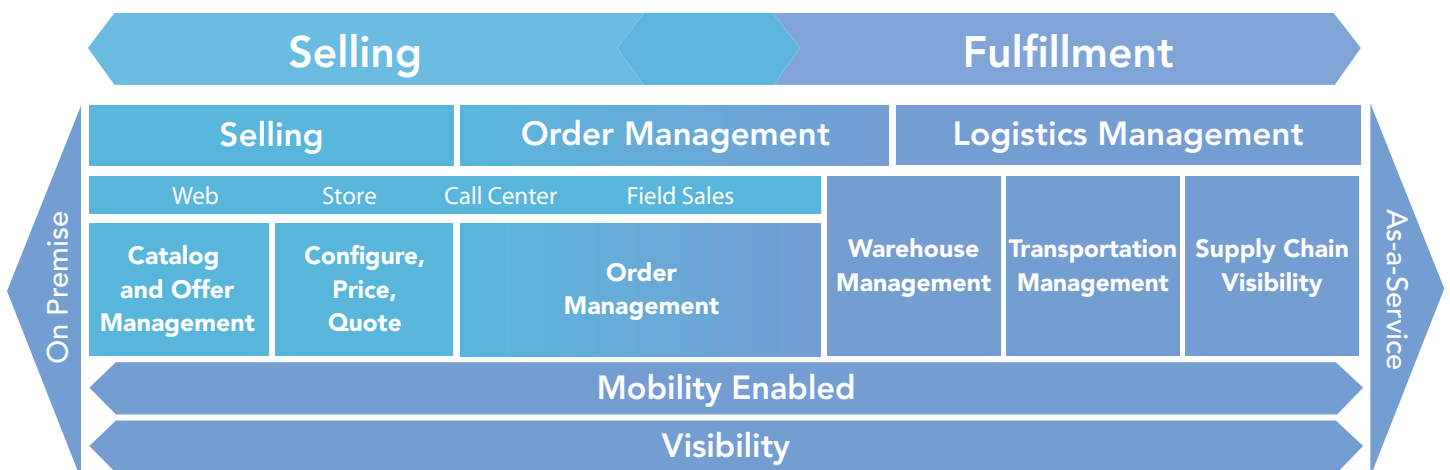 Selling
Fulfillment
Selling
Order Management
Logistics Management
Web
Store
Call Center
Field Sales
Catalog
and Offer
Management
Configure,
Price,
Quote
Order
Management
Warehouse
Management
Transportation
Management
Supply Chain
Visibility
On Premise
As-a-Service
Mobility Enabled
Visibility